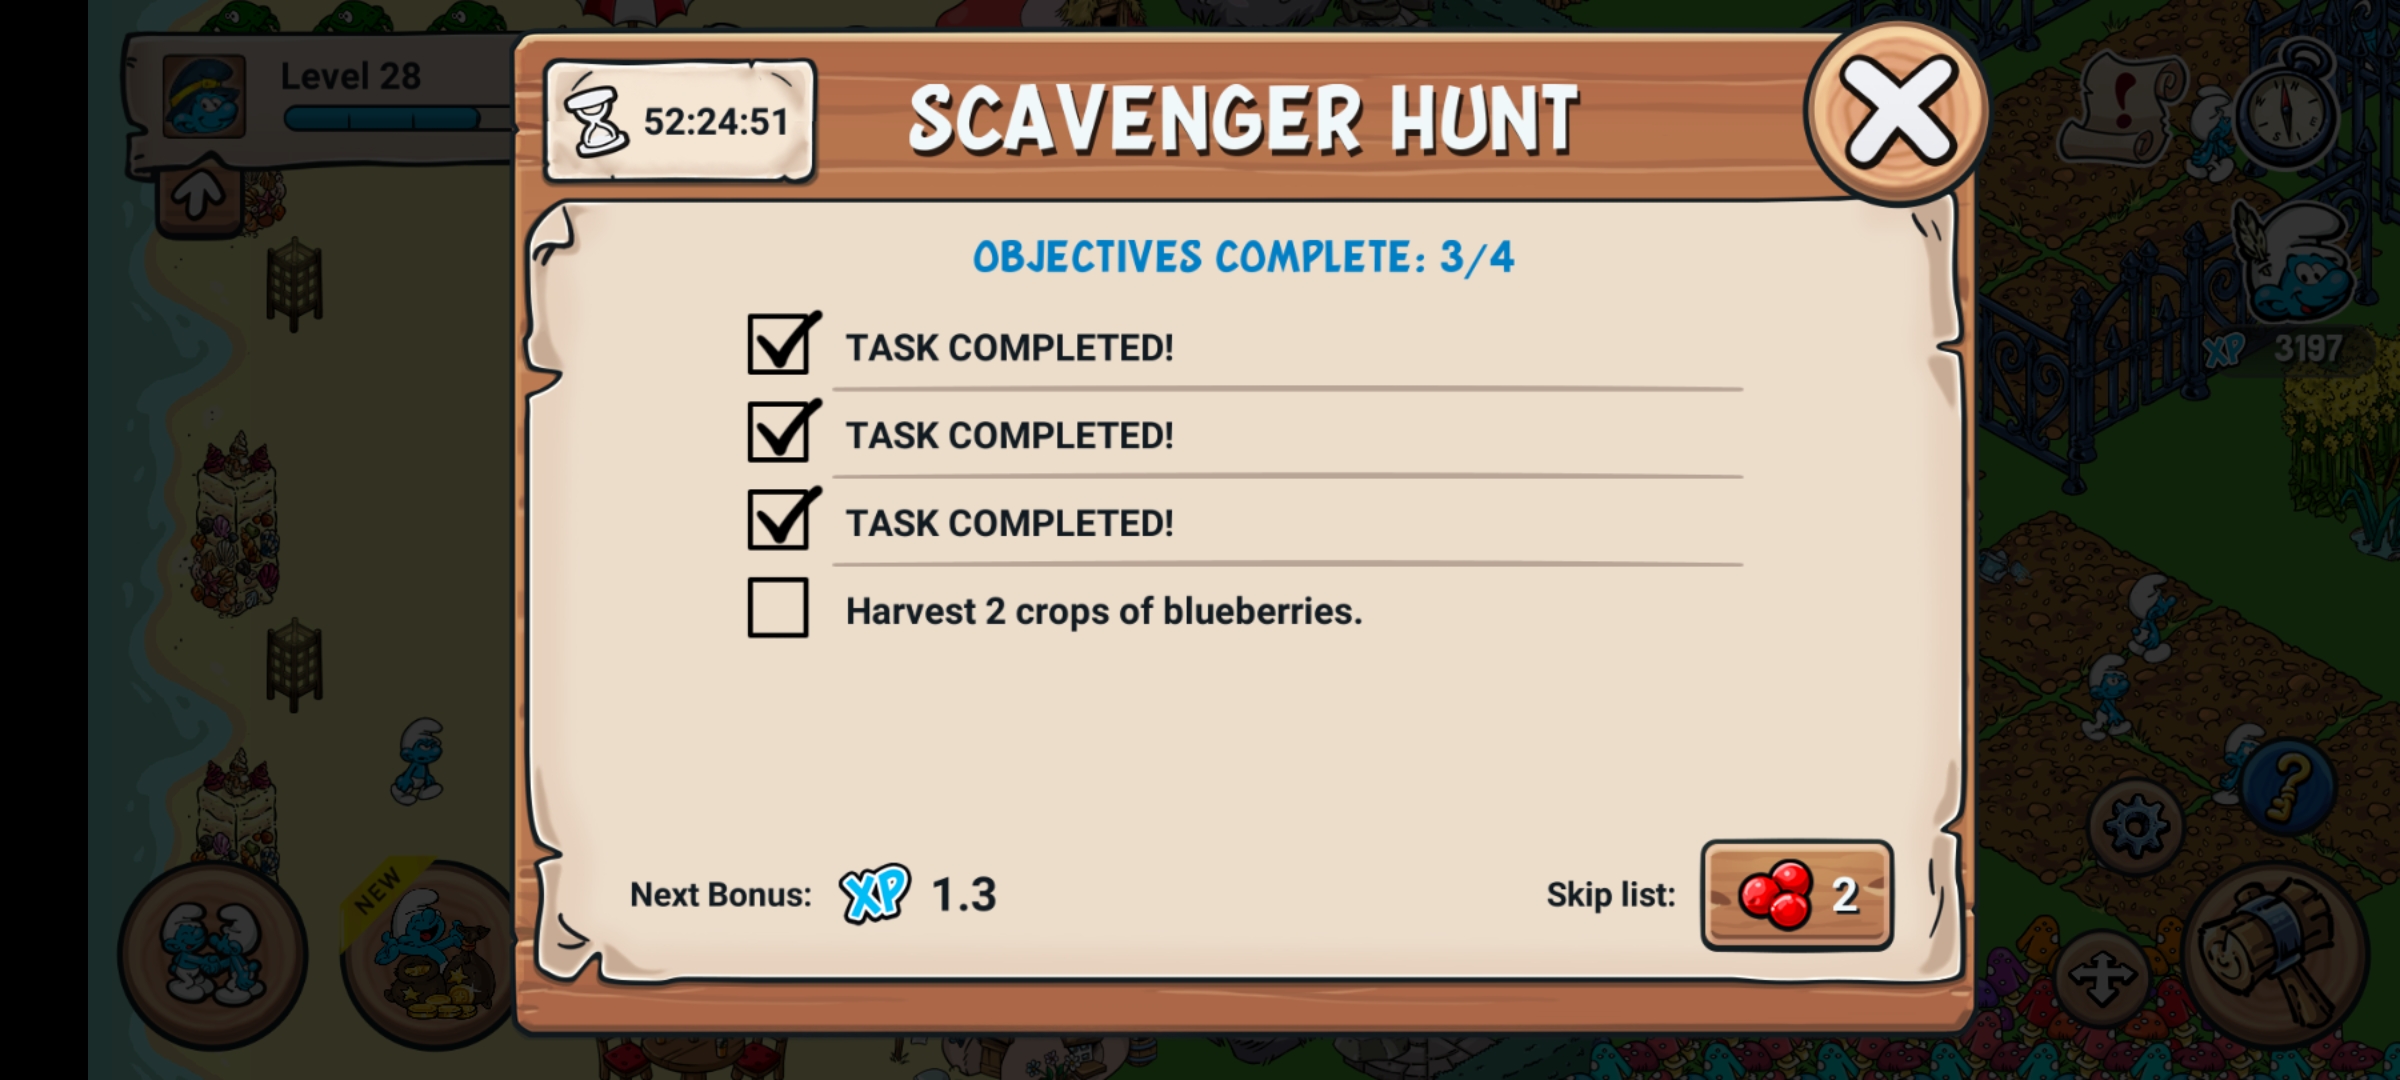 Level 28
52:24:51
SCAVENGER HUNT
OBJECTIVES COMPLETE: 3/4
TASK COMPLETED!
TASK COMPLETED!
TASK COMPLETED!
Harvest 2 crops of blueberries.
XP 3197
NEW
Next Bonus: XP 1.3
Skip list: 2